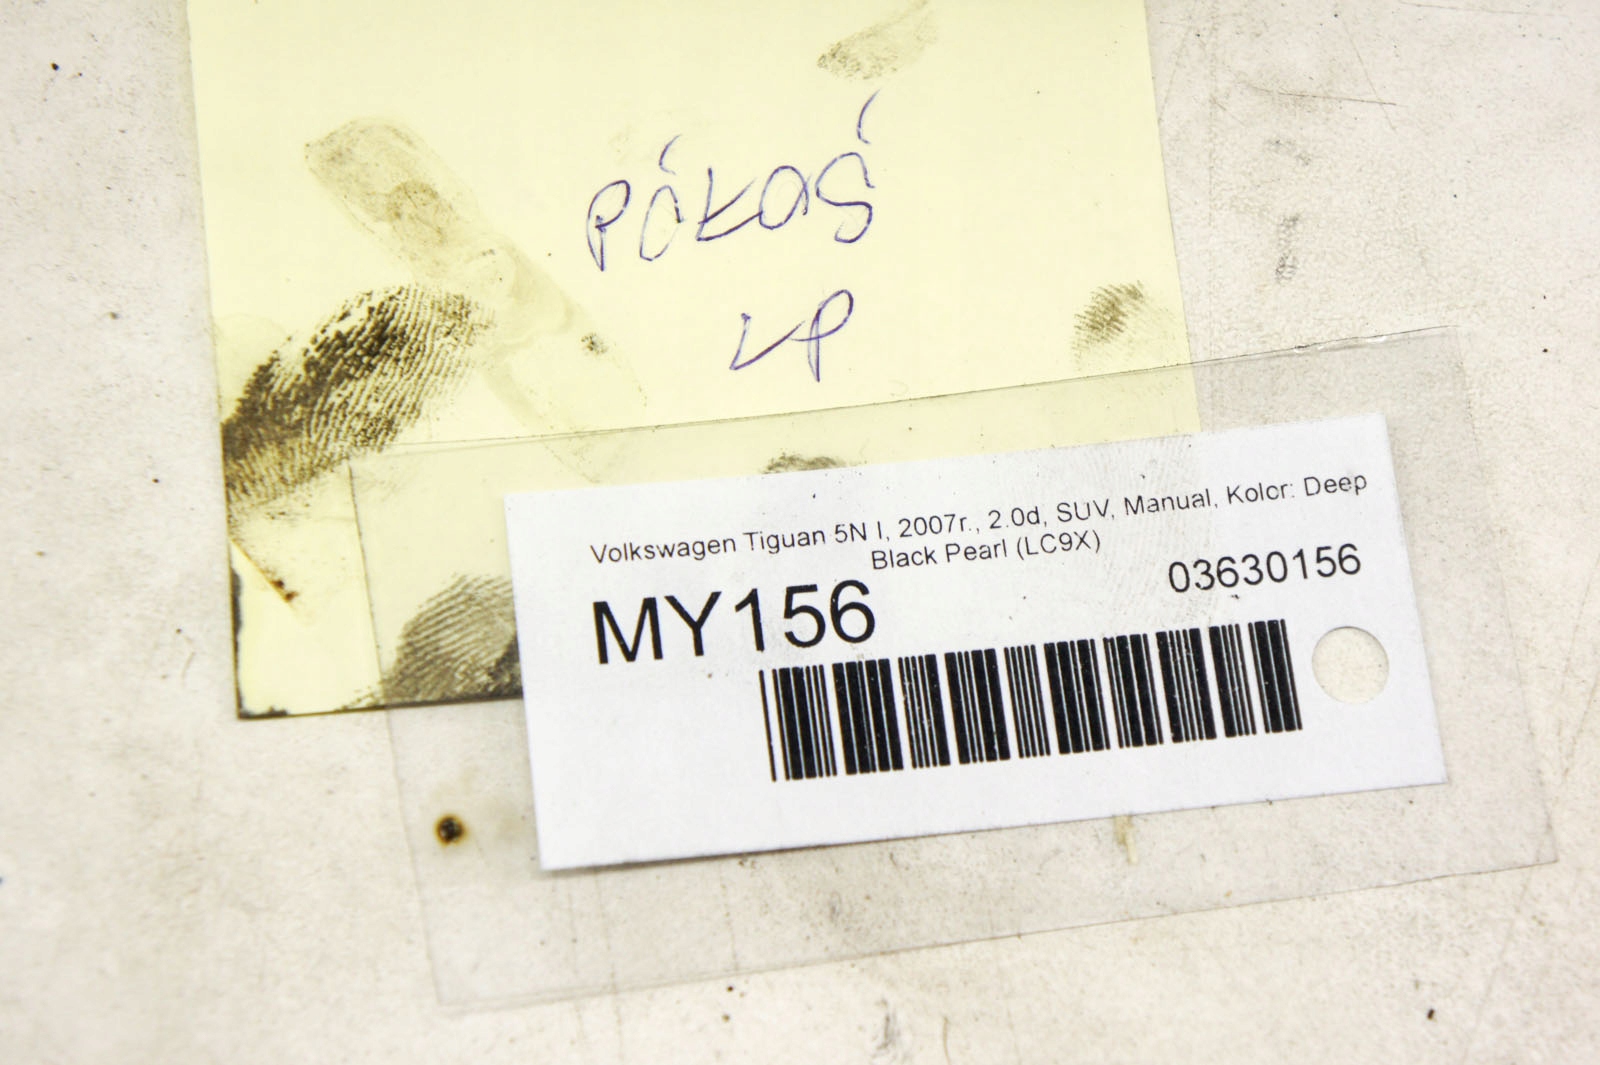 PÓŁOŚ
LP
Volkswagen Tiguan 5N I, 2007r., 2.0d, SUV, Manual, Kolor: Deep
Black Pearl (LC9X)
MY156
03630156